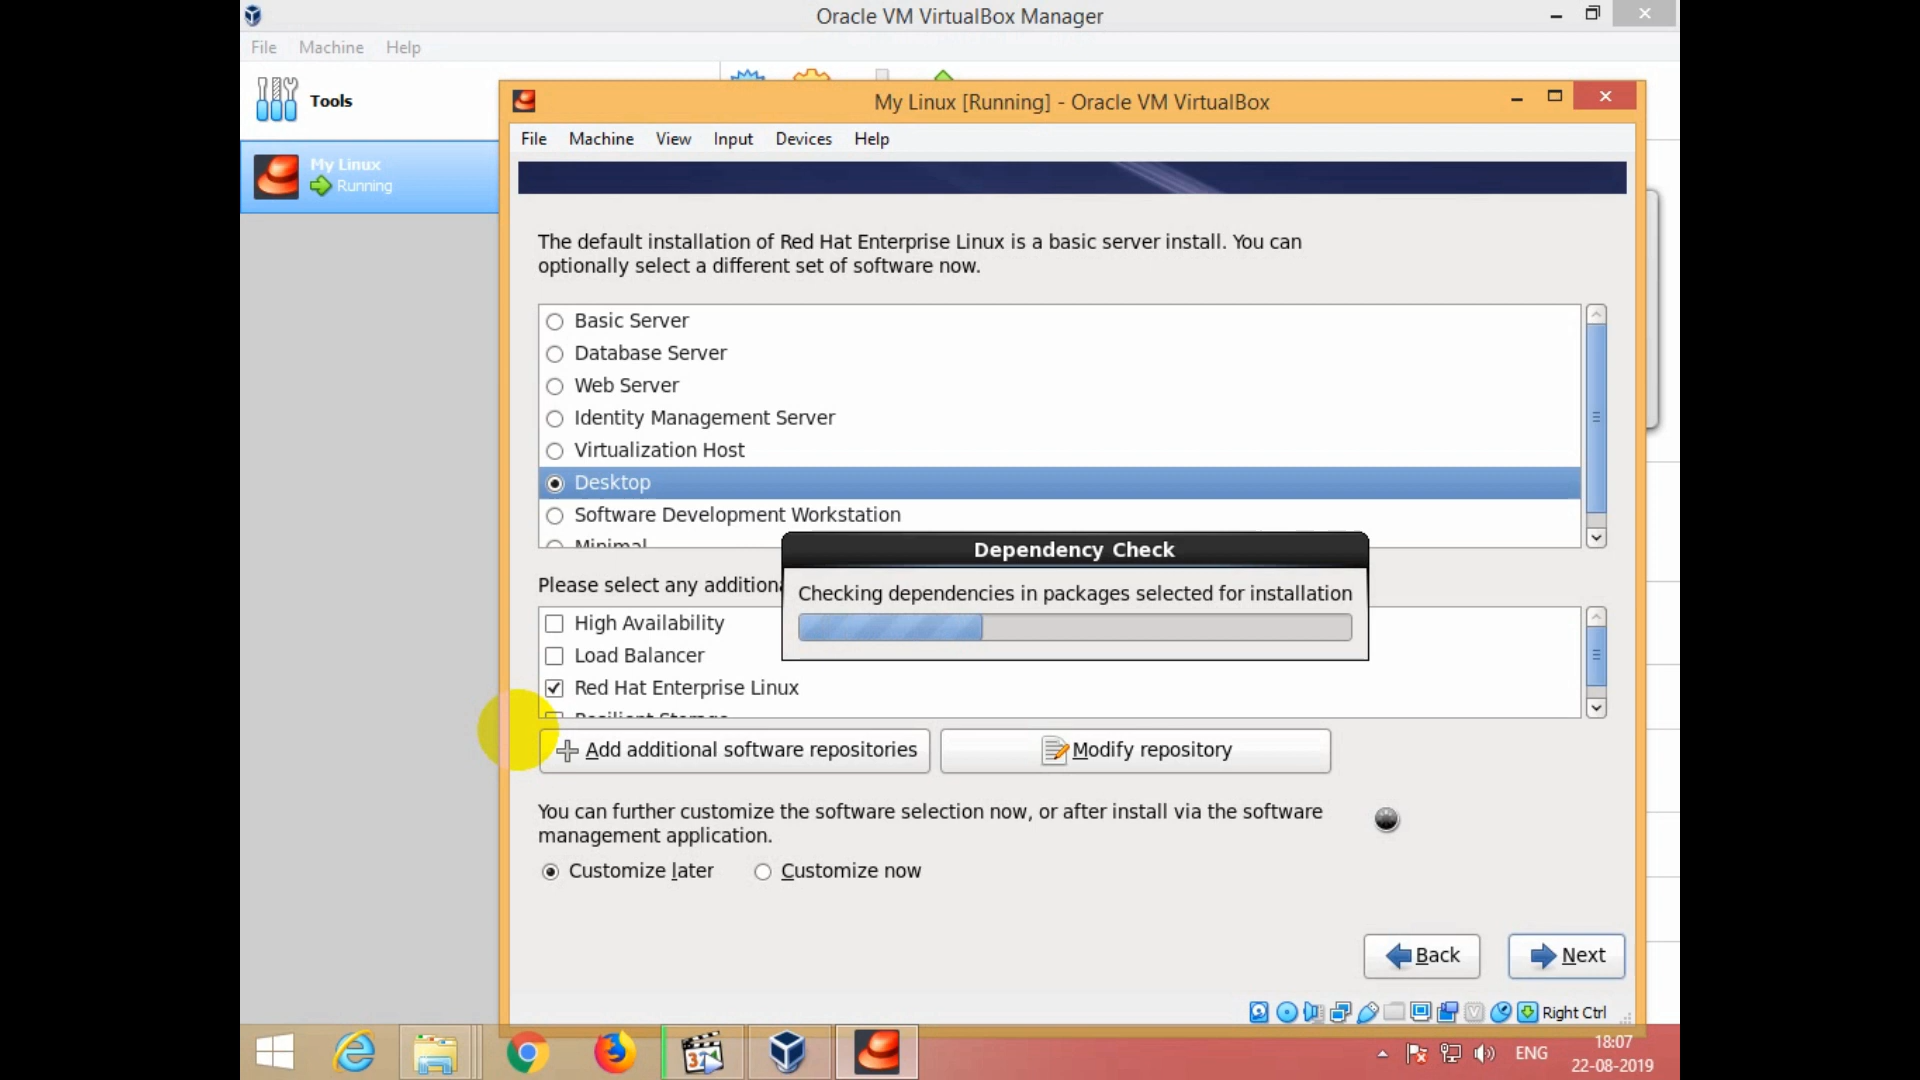 Oracle VM VirtualBox Manager
File Machine Help
Tools
My Linux [Running] - Oracle VM VirtualBox
My Linux
Running
File Machine View Input Devices Help
The default installation of Red Hat Enterprise Linux is a basic server install. You can
optionally select a different set of software now.
Basic Server
Database Server
Web Server
Identity Management Server
Virtualization Host
Desktop
Software Development Workstation
Minimal
Dependency Check
Checking dependencies in packages selected for installation
Please select any additiona
High Availability
Load Balancer
Red Hat Enterprise Linux
Resilient Storage
Add additional software repositories
Modify repository
You can further customize the software selection now, or after install via the software
management application.
Customize later
Customize now
Back
Next
Right Ctrl
ENG
18:07
22-08-2019